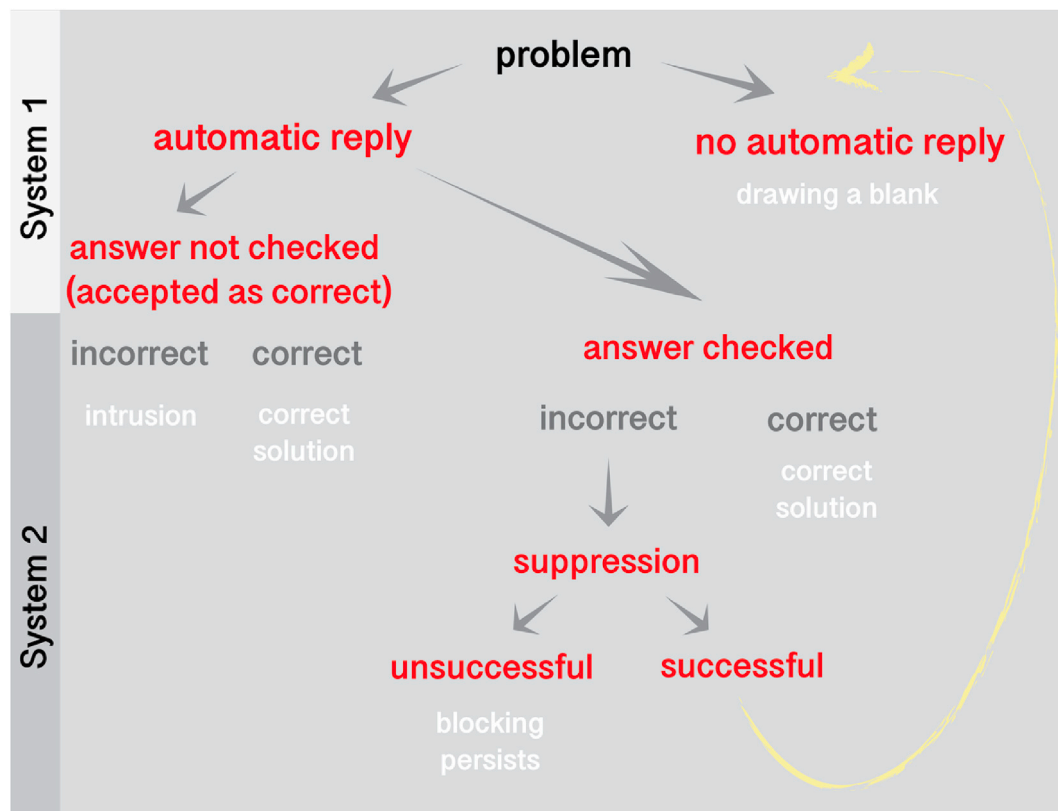 System 1
problem
automatic reply
no automatic reply
drawing a blank
answer not checked
(accepted as correct)
incorrect
correct
intrusion
correct
solution
System 2
answer checked
incorrect
correct
correct
solution
suppression
unsuccessful
successful
blocking
persists